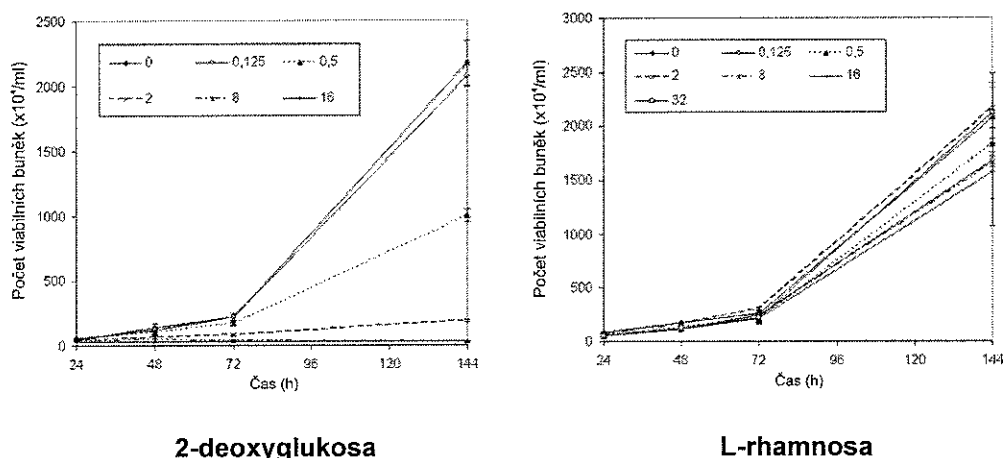 2500
2000
1500
1000
500
0
Počet viabilních buněk (x10⁴/ml)
0 0,125 0,5
2 8 16
24 48 72 96 120 144
Čas (h)
2-deoxyglukosa
3000
2500
2000
1500
1000
500
0
Počet viabilních buněk (x10⁴/ml)
0 0,125 0,5
2 8 16
32
24 48 72 96 120 144
Čas (h)
L-rhamnosa